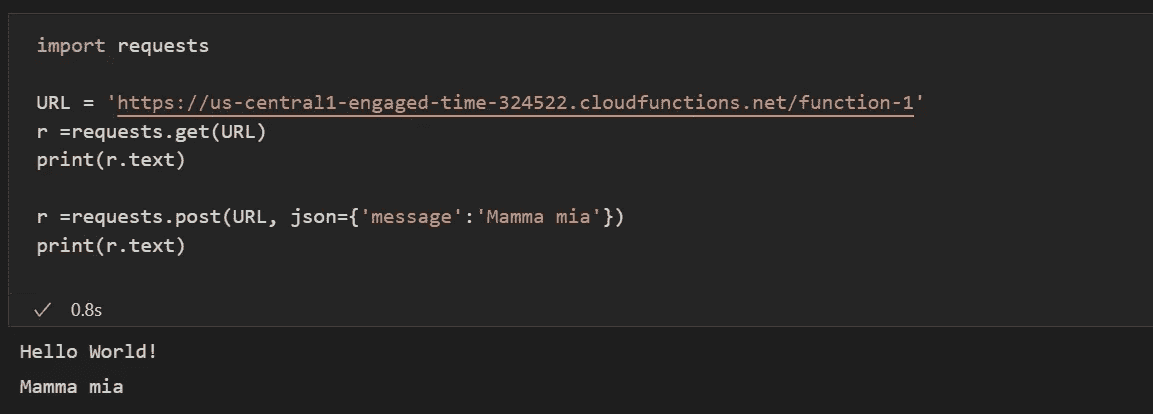 import requests
URL = 'https://us-central1-engaged-time-324522.cloudfunctions.net/function-1'
r =requests.get(URL)
print(r.text)
r =requests.post(URL, json={'message':'Mamma mia'})
print(r.text)
✓ 0.8s
Hello World!
Mamma mia